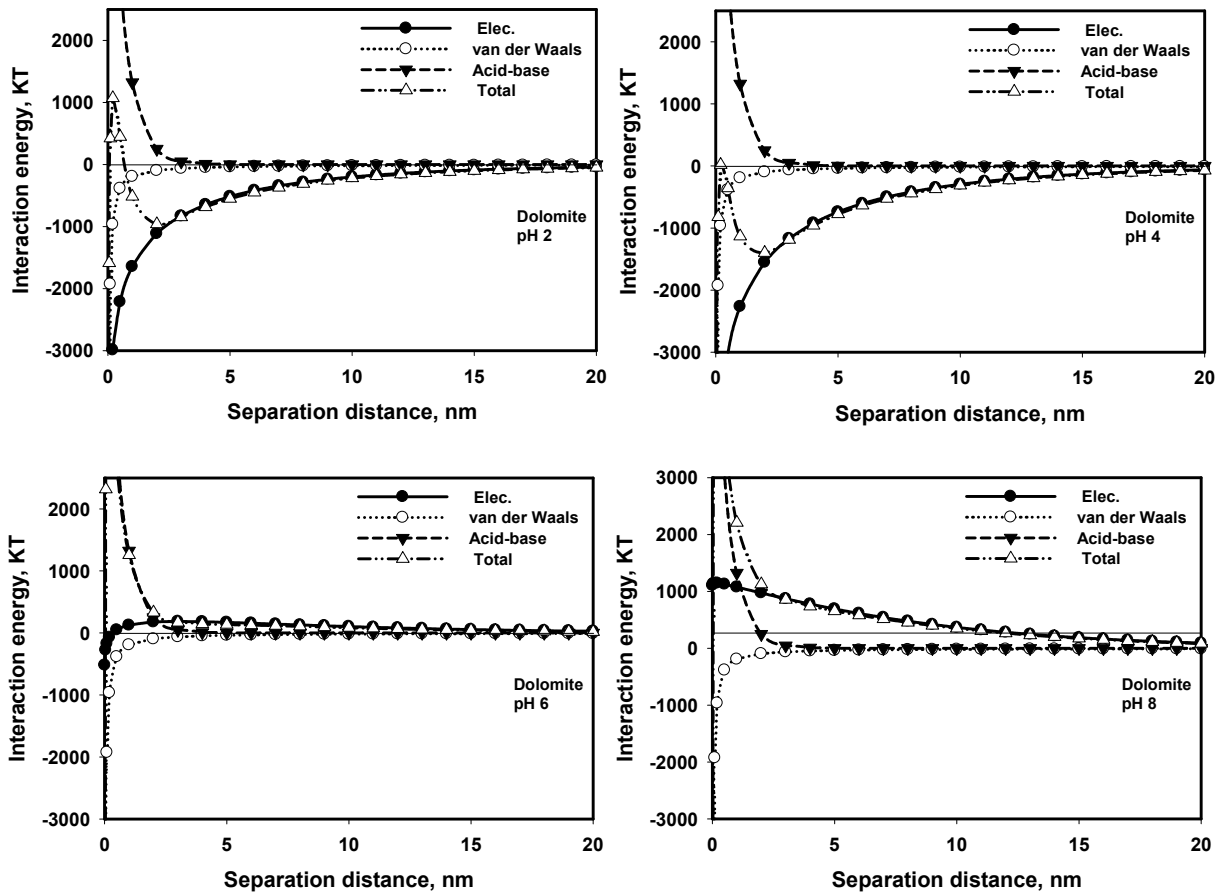 Interaction energy, KT
2000
1000
0
-1000
-2000
-3000
Elec.
van der Waals
Acid-base
Total
Dolomite
pH 2
0 5 10 15 20
Separation distance, nm
Interaction energy, KT
2000
1000
0
-1000
-2000
-3000
Elec.
van der Waals
Acid-base
Total
Dolomite
pH 4
0 5 10 15 20
Separation distance, nm
Interaction energy, KT
2000
1000
0
-1000
-2000
-3000
Elec.
van der Waals
Acid-base
Total
Dolomite
pH 6
0 5 10 15 20
Separation distance, nm
Interaction energy, KT
3000
2000
1000
0
-1000
-2000
-3000
Elec.
van der Waals
Acid-base
Total
Dolomite
pH 8
0 5 10 15 20
Separation distance, nm